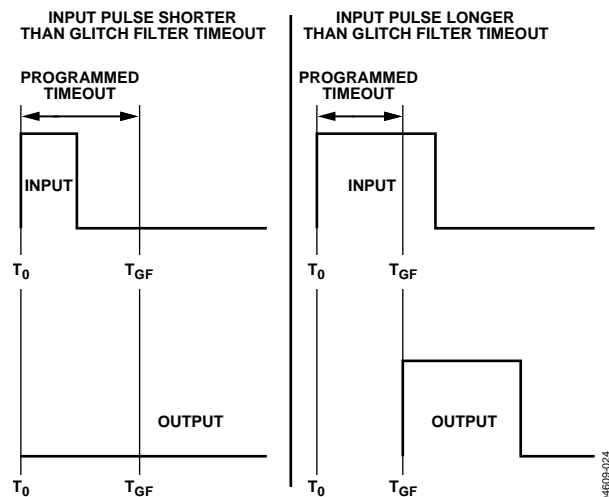 INPUT PULSE SHORTER
THAN GLITCH FILTER TIMEOUT
INPUT PULSE LONGER
THAN GLITCH FILTER TIMEOUT
PROGRAMMED
TIMEOUT
PROGRAMMED
TIMEOUT
INPUT
INPUT
T0
TGF
T0
TGF
OUTPUT
OUTPUT
T0
TGF
T0
TGF
4609-024